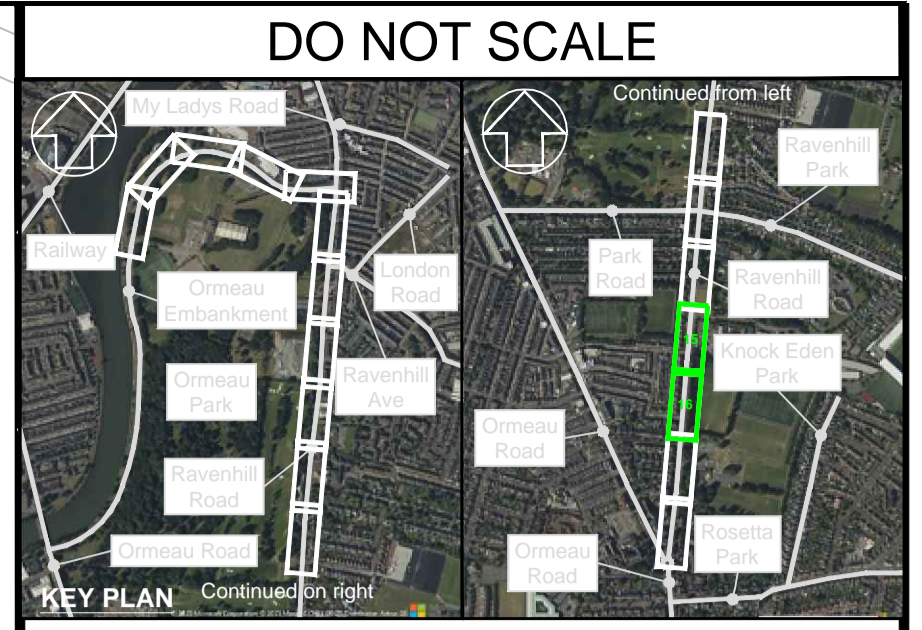 DO NOT SCALE
My Ladys Road
Railway
Ormeau
Embankment
London
Road
Ormeau
Park
Ravenhill
Ave
Ravenhill
Road
Ormeau Road
KEY PLAN
Continued on right
Continued from left
Ravenhill
Park
Park
Road
Ravenhill
Road
15
Knock Eden
Park
16
Ormeau
Road
Ormeau
Road
Rosetta
Park